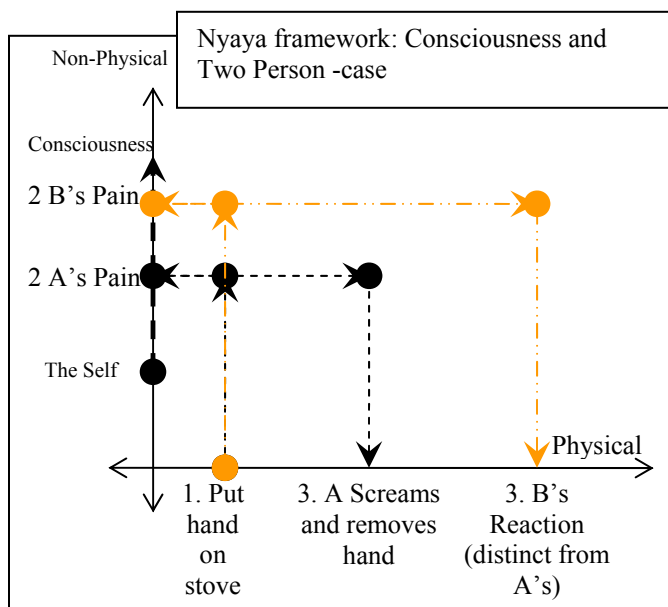 Nyaya framework: Consciousness and
Two Person -case
Non-Physical
Consciousness
2 B's Pain
2 A's Pain
The Self
Physical
1. Put
hand
on
stove
3. A Screams
and removes
hand
3. B's
Reaction
(distinct from
A's)